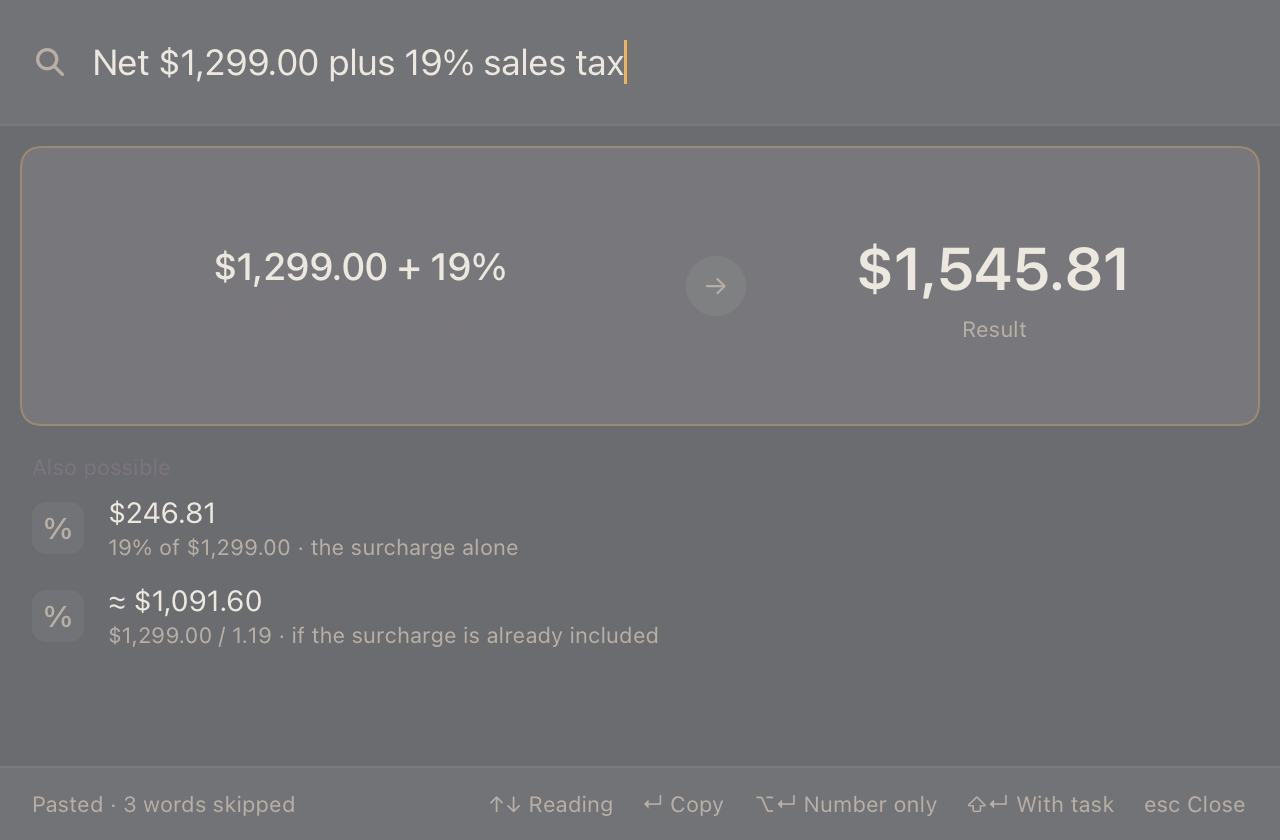 Net $1,299.00 plus 19% sales tax
$1,299.00 + 19%
→
$1,545.81
Result
Also possible
%
$246.81
19% of $1,299.00 · the surcharge alone
%
≈ $1,091.60
$1,299.00 / 1.19 · if the surcharge is already included
Pasted · 3 words skipped
↑↓ Reading
↵ Copy
⌥↵ Number only
⇧↵ With task
esc Close